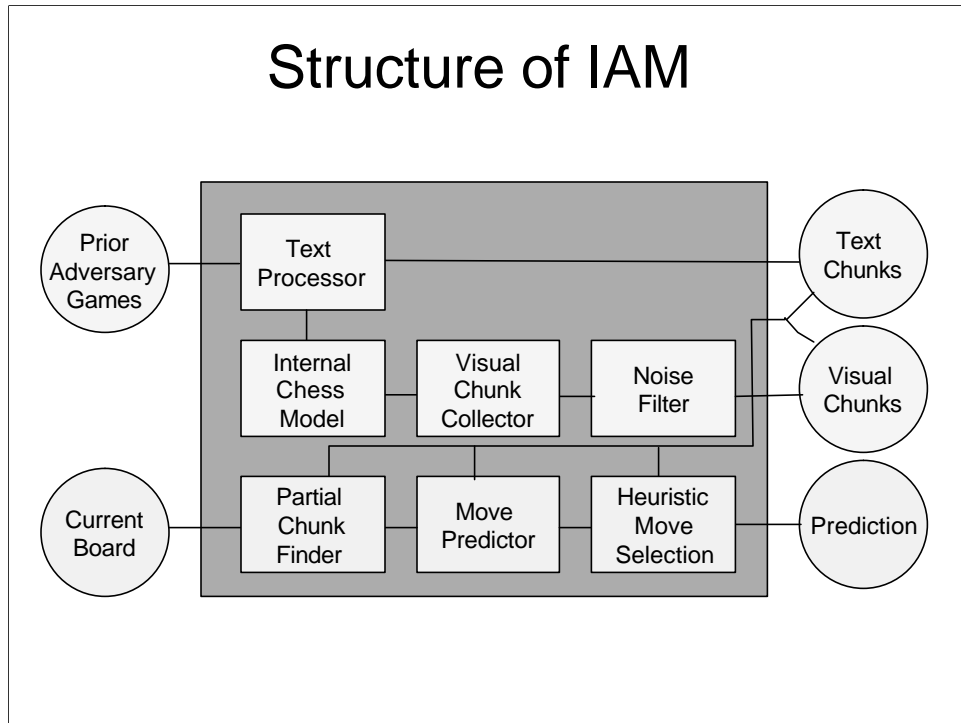 Structure of IAM
Prior
Adversary
Games
Text
Processor
Text
Chunks
Internal
Chess
Model
Visual
Chunk
Collector
Noise
Filter
Visual
Chunks
Current
Board
Partial
Chunk
Finder
Move
Predictor
Heuristic
Move
Selection
Prediction